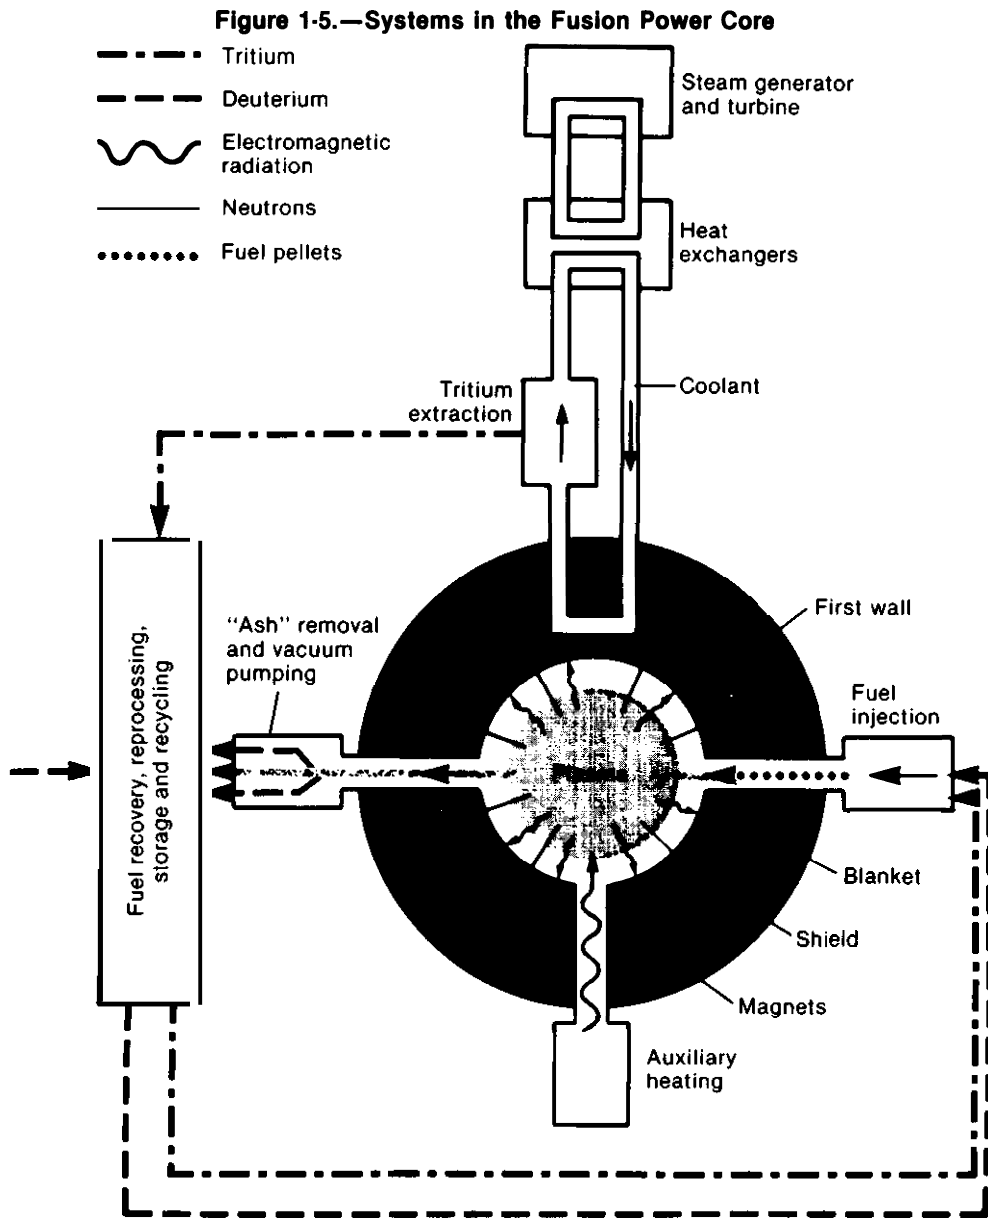 Figure 1-5.—Systems in the Fusion Power Core
Tritium
Deuterium
Electromagnetic
radiation
Neutrons
Fuel pellets
Steam generator
and turbine
Heat
exchangers
Tritium
extraction
Coolant
First wall
"Ash" removal
and vacuum
pumping
Fuel
injection
Fuel recovery, reprocessing,
storage and recycling
Plasma
Blanket
Shield
Magnets
Auxiliary
heating